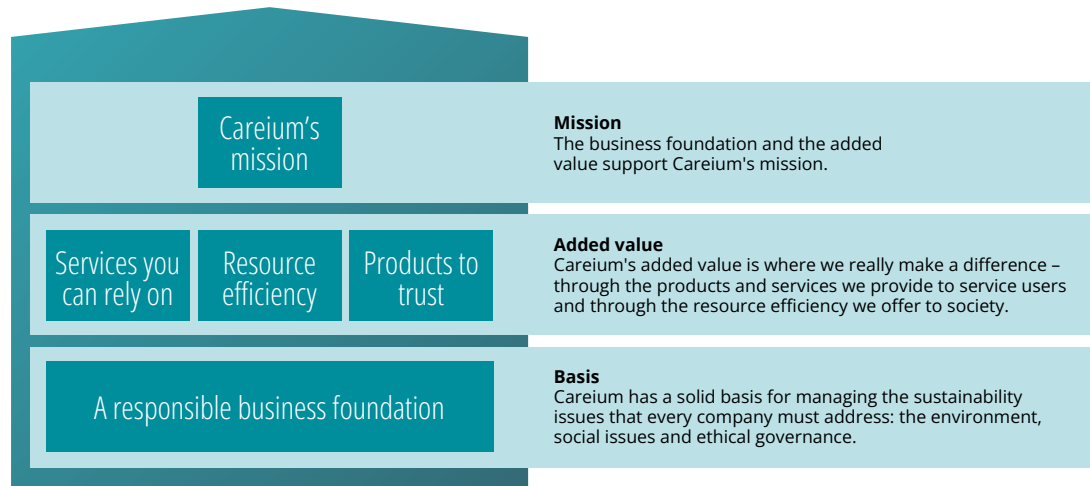 Careium’s
mission
Mission
The business foundation and the added
value support Careium's mission.
Services you
can rely on
Resource
efficiency
Products to
trust
Added value
Careium's added value is where we really make a difference –
through the products and services we provide to service users
and through the resource efficiency we offer to society.
A responsible business foundation
Basis
Careium has a solid basis for managing the sustainability
issues that every company must address: the environment,
social issues and ethical governance.